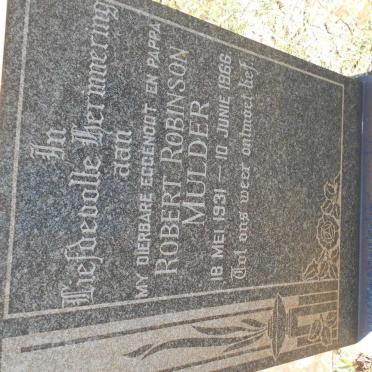 In
Liefdevolle Herinnering
aan
MY DIERBARE EGGENOOT EN PAPPA
ROBERT ROBINSON
MULDER
18 MEI 1931 – 10 JUNIE 1966
Tot ons weer ontmoet lief.